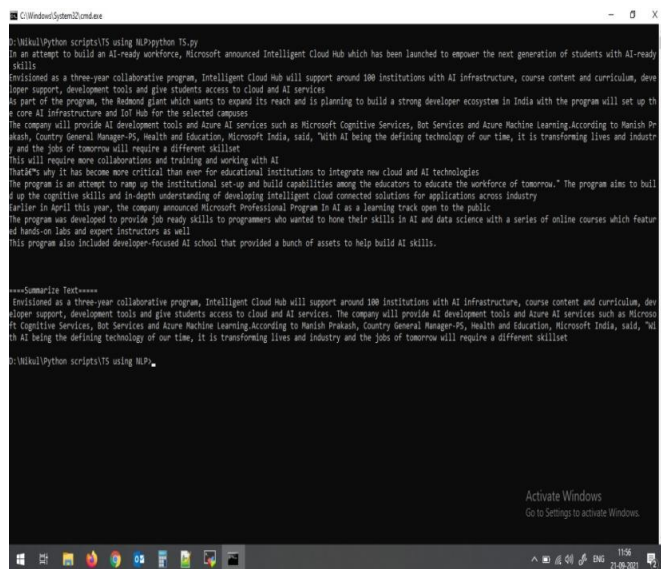 C:\Windows\System32\cmd.exe
D:\Nikul\Python scripts\TS using NLP>python TS.py
In an attempt to build an AI-ready workforce, Microsoft announced Intelligent Cloud Hub which has been launched to empower the next generation of students with AI-ready
skills
Envisioned as a three-year collaborative program, Intelligent Cloud Hub will support around 100 institutions with AI infrastructure, course content and curriculum, deve
loper support, development tools and give students access to cloud and AI services
As part of the program, the Redmond giant which wants to expand its reach and is planning to build a strong developer ecosystem in India with the program will set up th
e core AI infrastructure and IoT Hub for the selected campuses
The company will provide AI development tools and Azure AI services such as Microsoft Cognitive Services, Bot Services and Azure Machine Learning.According to Manish Pr
akash, Country General Manager-PS, Health and Education, Microsoft India, said, "With AI being the defining technology of our time, it is transforming lives and industr
y and the jobs of tomorrow will require a different skillset
This will require more collaborations and training and working with AI
Thatâ€™s why it has become more critical than ever for educational institutions to integrate new cloud and AI technologies
The program is an attempt to ramp up the institutional set-up and build capabilities among the educators to educate the workforce of tomorrow." The program aims to buil
d up the cognitive skills and in-depth understanding of developing intelligent cloud connected solutions for applications across industry
Earlier in April this year, the company announced Microsoft Professional Program In AI as a learning track open to the public
The program was developed to provide job ready skills to programmers who wanted to hone their skills in AI and data science with a series of online courses which featur
ed hands-on labs and expert instructors as well
This program also included developer-focused AI school that provided a bunch of assets to help build AI skills.
====Summarize Text=====
Envisioned as a three-year collaborative program, Intelligent Cloud Hub will support around 100 institutions with AI infrastructure, course content and curriculum, dev
eloper support, development tools and give students access to cloud and AI services. The company will provide AI development tools and Azure AI services such as Microso
ft Cognitive Services, Bot Services and Azure Machine Learning.According to Manish Prakash, Country General Manager-PS, Health and Education, Microsoft India, said, "Wi
th AI being the defining technology of our time, it is transforming lives and industry and the jobs of tomorrow will require a different skillset
D:\Nikul\Python scripts\TS using NLP>
Activate Windows
Go to Settings to activate Windows.
ENG
11:56
21-09-2021